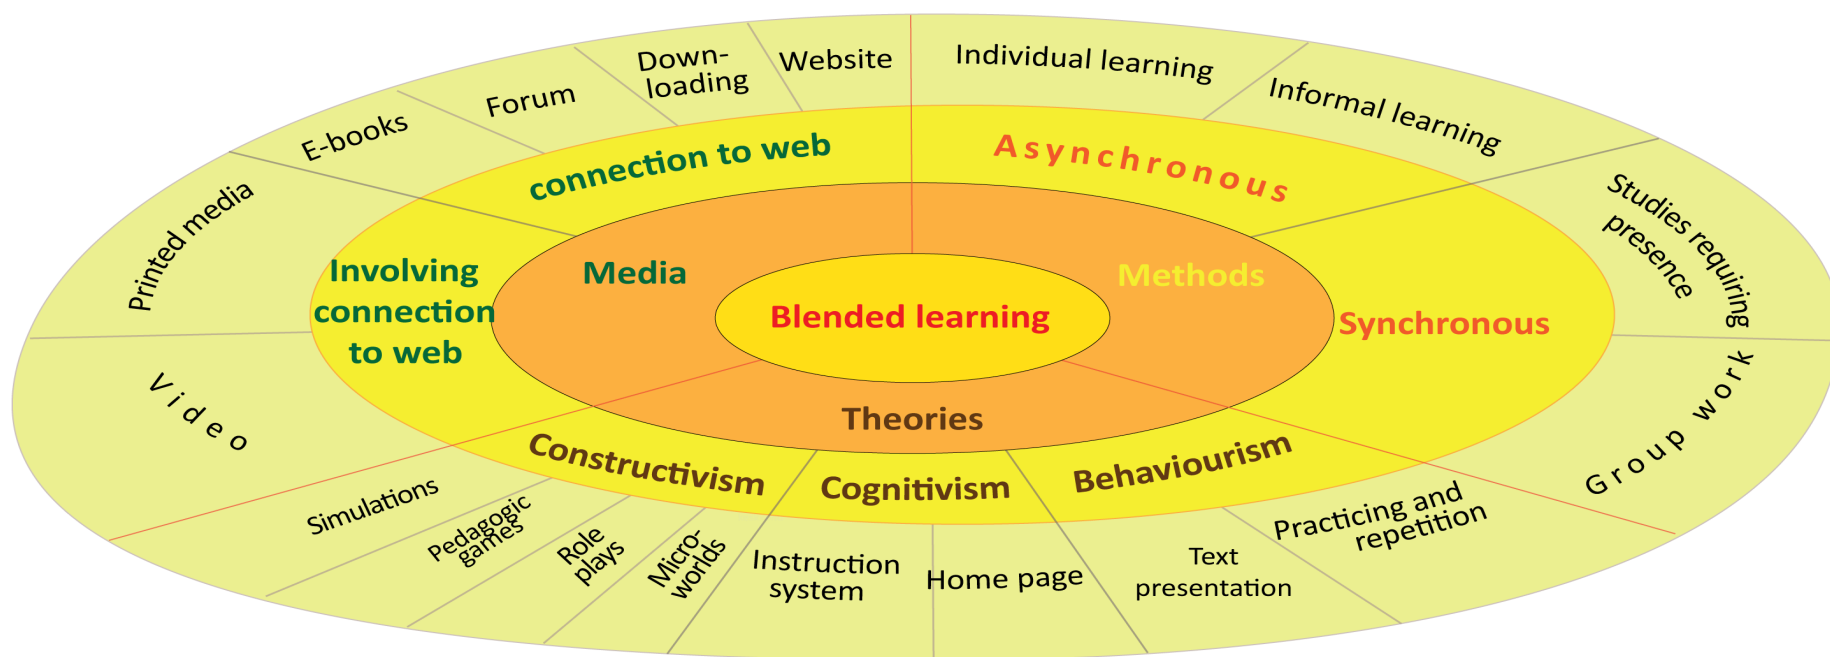 Blended learning
Media
Methods
Theories
connection to web
Involving
connection
to web
Asynchronous
Synchronous
Constructivism
Cognitivism
Behaviourism
Website
Down-
loading
Forum
E-books
Printed media
Video
Individual learning
Informal learning
Studies requiring
presence
Group work
Simulations
Pedagogic
games
Role
plays
Micro-
worlds
Instruction
system
Home page
Text
presentation
Practicing and
repetition